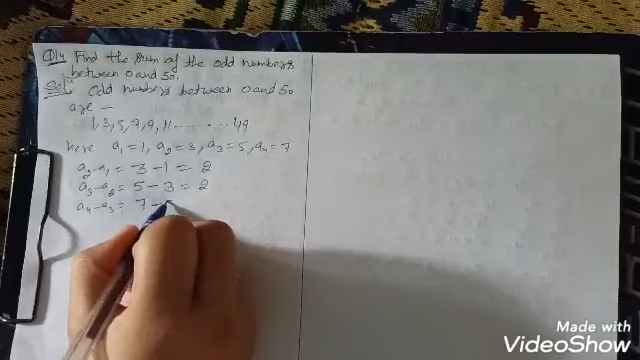 Q14 Find the sum of the odd numbers
between 0 and 50.
Sol:- Odd numbers between 0 and 50
are -
1, 3, 5, 7, 9, 11 ........ 49
here a₁ = 1, a₂ = 3, a₃ = 5, a₄ = 7
a₂ - a₁ = 3 - 1 = 2
a₃ - a₂ = 5 - 3 = 2
a₄ - a₃ = 7 -
Made with
VideoShow